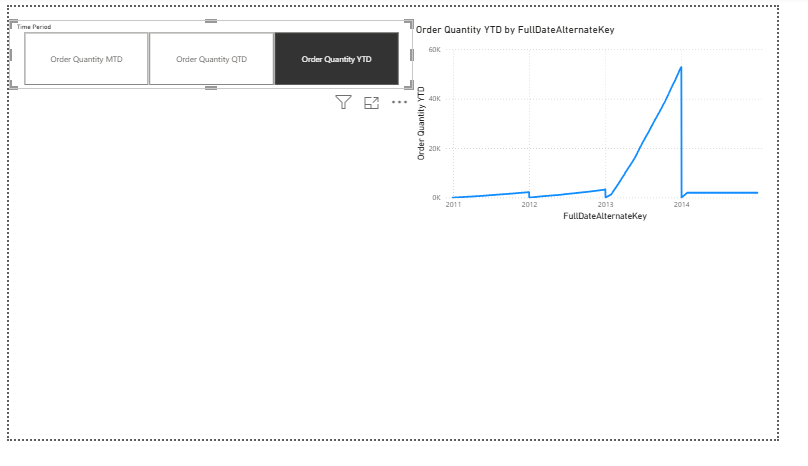 Time Period
Order Quantity MTD
Order Quantity QTD
Order Quantity YTD
Order Quantity YTD by FullDateAlternateKey
60K
40K
20K
0K
Order Quantity YTD
2011
2012
2013
2014
FullDateAlternateKey